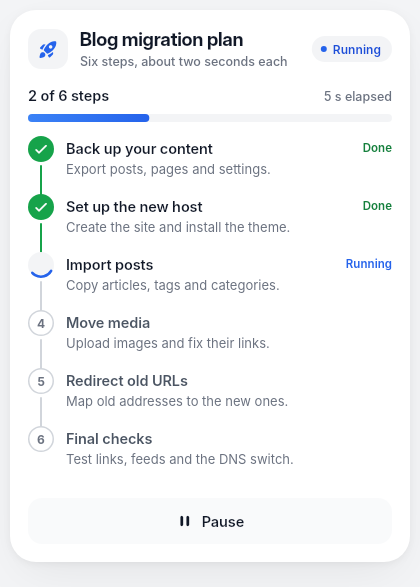 Blog migration plan
Six steps, about two seconds each
Running
2 of 6 steps
5 s elapsed
Back up your content
Done
Export posts, pages and settings.
Set up the new host
Done
Create the site and install the theme.
Import posts
Running
Copy articles, tags and categories.
4
Move media
Upload images and fix their links.
5
Redirect old URLs
Map old addresses to the new ones.
6
Final checks
Test links, feeds and the DNS switch.
Pause